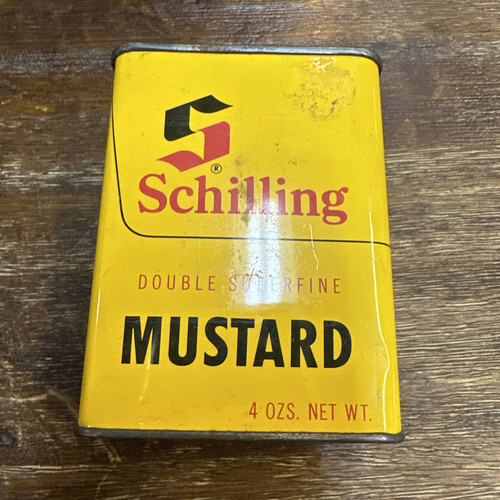 S
®
Schilling
DOUBLE SUPERFINE
MUSTARD
4 OZS. NET WT.